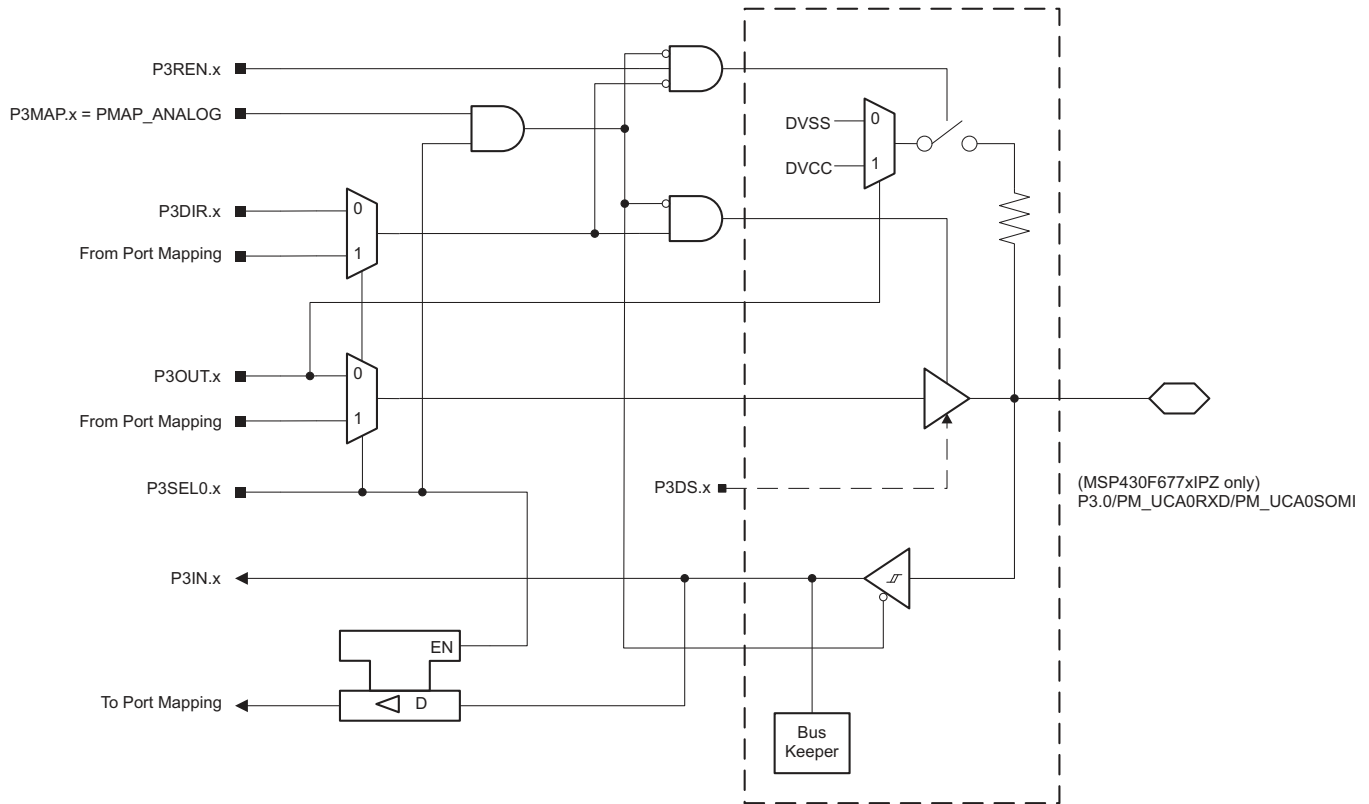 P3REN.x
P3MAP.x = PMAP_ANALOG
DVSS
0
DVCC
1
P3DIR.x
0
From Port Mapping
1
P3OUT.x
0
From Port Mapping
1
P3SEL0.x
P3DS.x
(MSP430F677xIPZ only)
P3.0/PM_UCA0RXD/PM_UCA0SOMI
P3IN.x
EN
To Port Mapping
D
Bus
Keeper